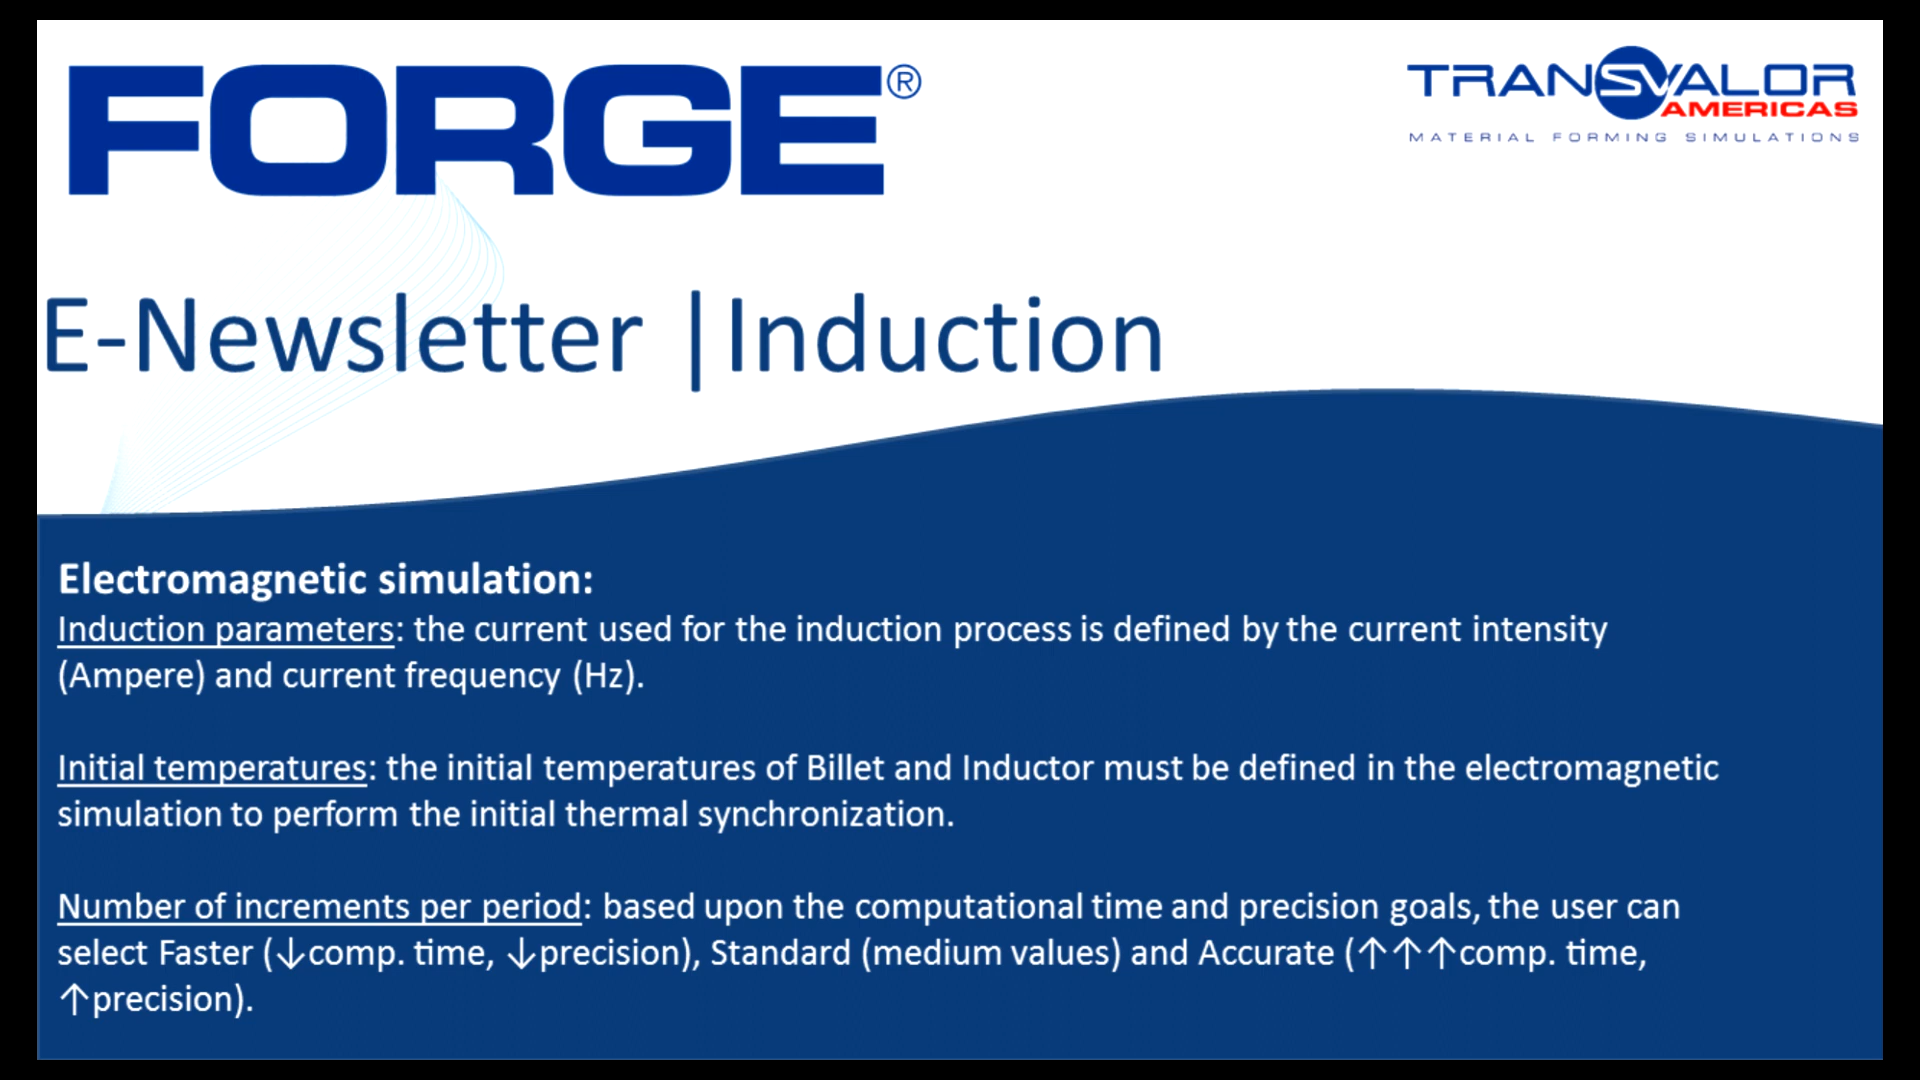 FORGE®
TRANSVALOR
AMERICAS
MATERIAL FORMING SIMULATIONS
E-Newsletter |Induction
Electromagnetic simulation:
Induction parameters: the current used for the induction process is defined by the current intensity
(Ampere) and current frequency (Hz).
Initial temperatures: the initial temperatures of Billet and Inductor must be defined in the electromagnetic
simulation to perform the initial thermal synchronization.
Number of increments per period: based upon the computational time and precision goals, the user can
select Faster (↓comp. time, ↓precision), Standard (medium values) and Accurate (↑↑↑comp. time,
↑precision).